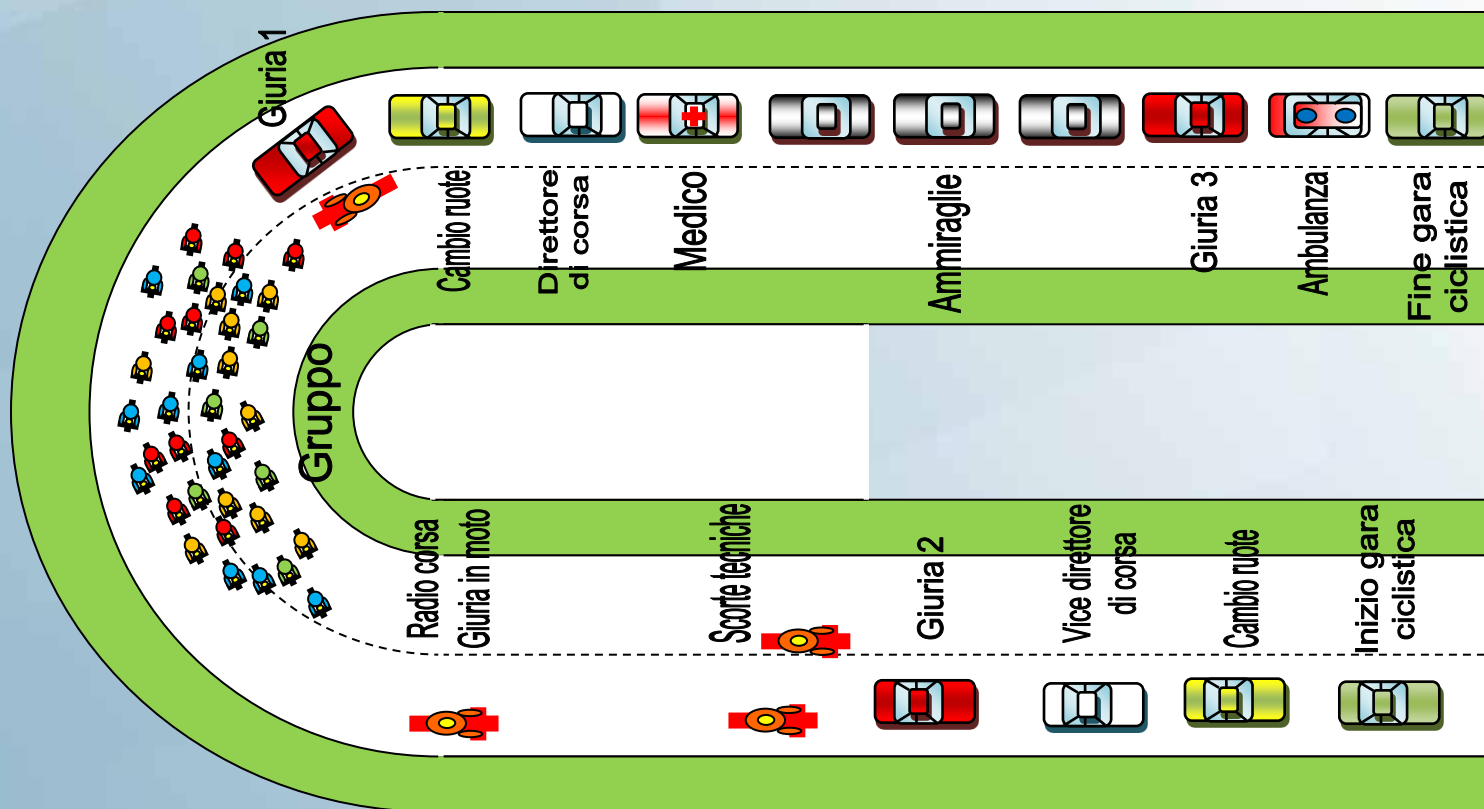 Giuria 1
Cambio ruote
Direttore
di corsa
Medico
Ammiraglie
Giuria 3
Ambulanza
Fine gara
ciclistica
Gruppo
Radio corsa
Giuria in moto
Scorte tecniche
Giuria 2
Vice direttore
di corsa
Cambio ruote
Inizio gara
ciclistica